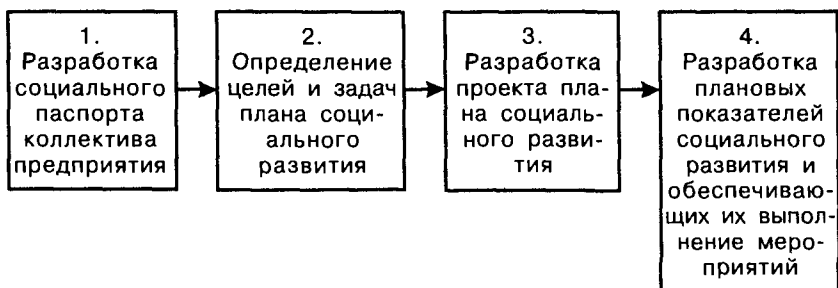 1.
Разработка
социального
паспорта
коллектива
предприятия
2.
Определение
целей и задач
плана соци-
ального
развития
3.
Разработка
проекта пла-
на социаль-
ного разви-
тия
4.
Разработка
плановых
показателей
социального
развития и
обеспечиваю-
щих их выпол-
нение меро-
приятий